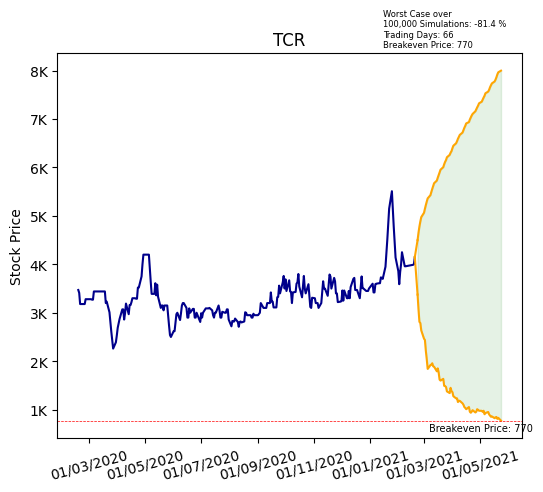 Worst Case over
100,000 Simulations: -81.4 %
Trading Days: 66
Breakeven Price: 770
TCR
Stock Price
8K
7K
6K
5K
4K
3K
2K
1K
Breakeven Price: 770
01/03/2020
01/05/2020
01/07/2020
01/09/2020
01/11/2020
01/01/2021
01/03/2021
01/05/2021